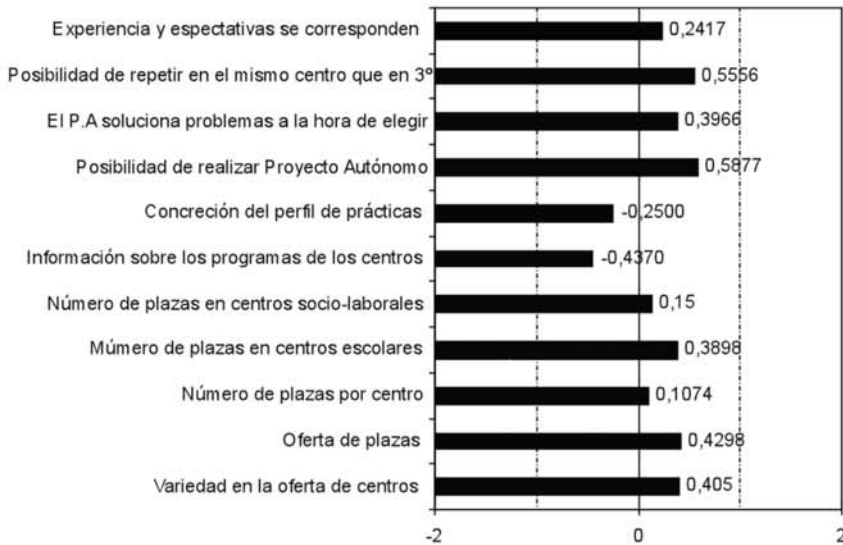 Experiencia y espectativas se corresponden 0,2417
Posibilidad de repetir en el mismo centro que en 3º 0,5556
El P.A soluciona problemas a la hora de elegir 0,3966
Posibilidad de realizar Proyecto Autónomo 0,5877
Concreción del perfil de prácticas -0,2500
Información sobre los programas de los centros -0,4370
Número de plazas en centros socio-laborales 0,15
Múmero de plazas en centros escolares 0,3898
Número de plazas por centro 0,1074
Oferta de plazas 0,4298
Variedad en la oferta de centros 0,405
-2 0 2